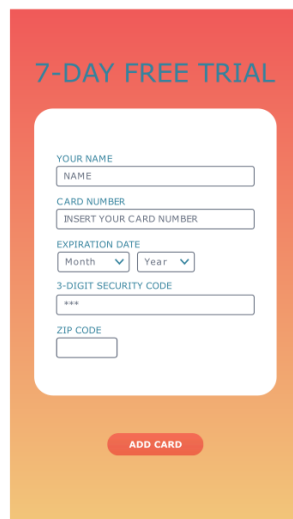 7-DAY FREE TRIAL
YOUR NAME
NAME
CARD NUMBER
INSERT YOUR CARD NUMBER
EXPIRATION DATE
Month Year
3-DIGIT SECURITY CODE
***
ZIP CODE
ADD CARD